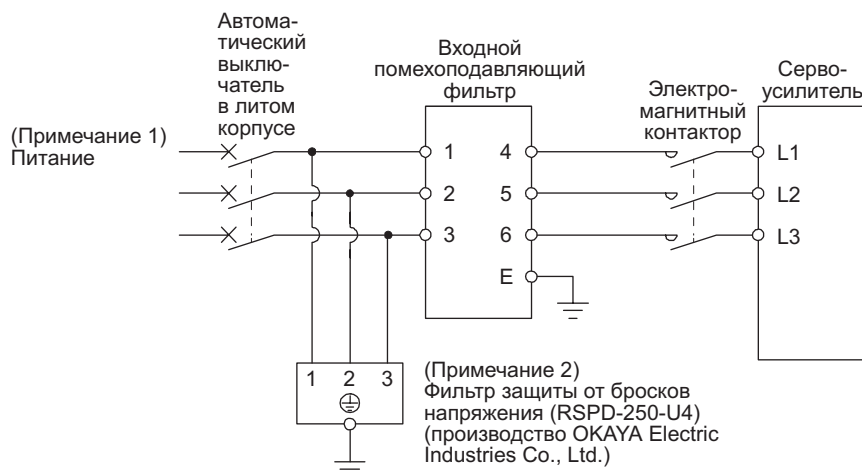 Автома-
тический
выклю-
чатель
в литом
корпусе
Входной
помехоподавляющий
фильтр
Электро-
магнитный
контактор
Серво-
усилитель
(Примечание 1)
Питание
1 4
2 5
3 6
E
L1
L2
L3
1 2 3
(Примечание 2)
Фильтр защиты от бросков
напряжения (RSPD-250-U4)
(производство OKAYA Electric
Industries Co., Ltd.)